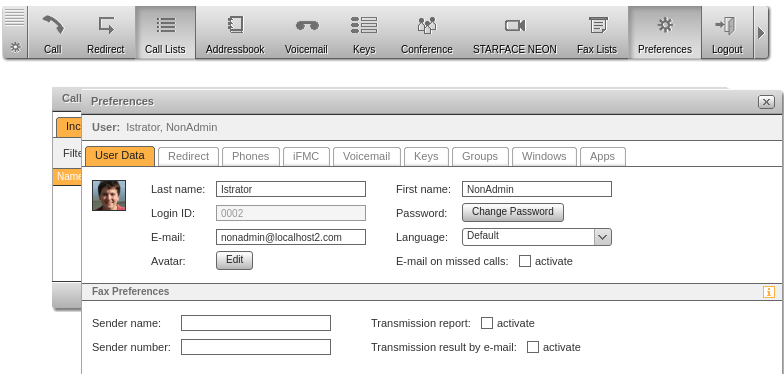 Call Redirect Call Lists Addressbook Voicemail Keys Conference STARFACE NEON Fax Lists Preferences Logout
Call
Preferences
User: Istrator, NonAdmin
Inc
Filte
Name
User Data Redirect Phones iFMC Voicemail Keys Groups Windows Apps
Last name: Istrator First name: NonAdmin
Login ID: 0002 Password: Change Password
E-mail: nonadmin@localhost2.com Language: Default
Avatar: Edit E-mail on missed calls: activate
Fax Preferences
Sender name: Transmission report: activate
Sender number: Transmission result by e-mail: activate